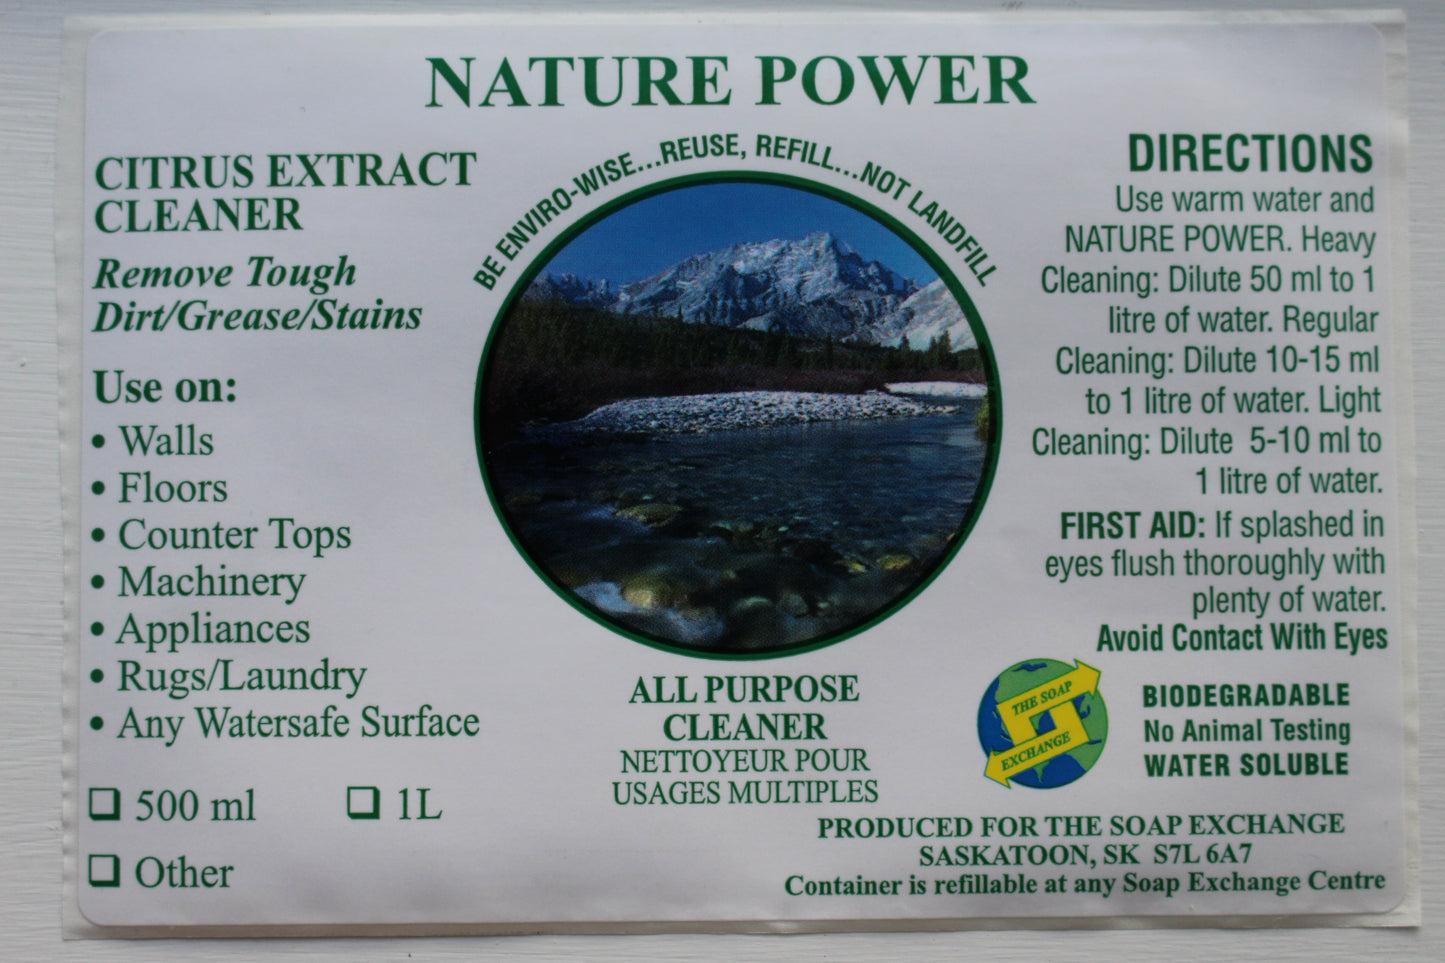 NATURE POWER
CITRUS EXTRACT
CLEANER
Remove Tough
Dirt/Grease/Stains
Use on:
• Walls
• Floors
• Counter Tops
• Machinery
• Appliances
• Rugs/Laundry
• Any Watersafe Surface
❑ 500 ml ❑ 1L
❑ Other
BE ENVIRO-WISE...REUSE, REFILL...NOT LANDFILL
ALL PURPOSE
CLEANER
NETTOYEUR POUR
USAGES MULTIPLES
DIRECTIONS
Use warm water and
NATURE POWER. Heavy
Cleaning: Dilute 50 ml to 1
litre of water. Regular
Cleaning: Dilute 10-15 ml
to 1 litre of water. Light
Cleaning: Dilute 5-10 ml to
1 litre of water.
FIRST AID: If splashed in
eyes flush thoroughly with
plenty of water.
Avoid Contact With Eyes
THE SOAP
EXCHANGE
BIODEGRADABLE
No Animal Testing
WATER SOLUBLE
PRODUCED FOR THE SOAP EXCHANGE
SASKATOON, SK S7L 6A7
Container is refillable at any Soap Exchange Centre